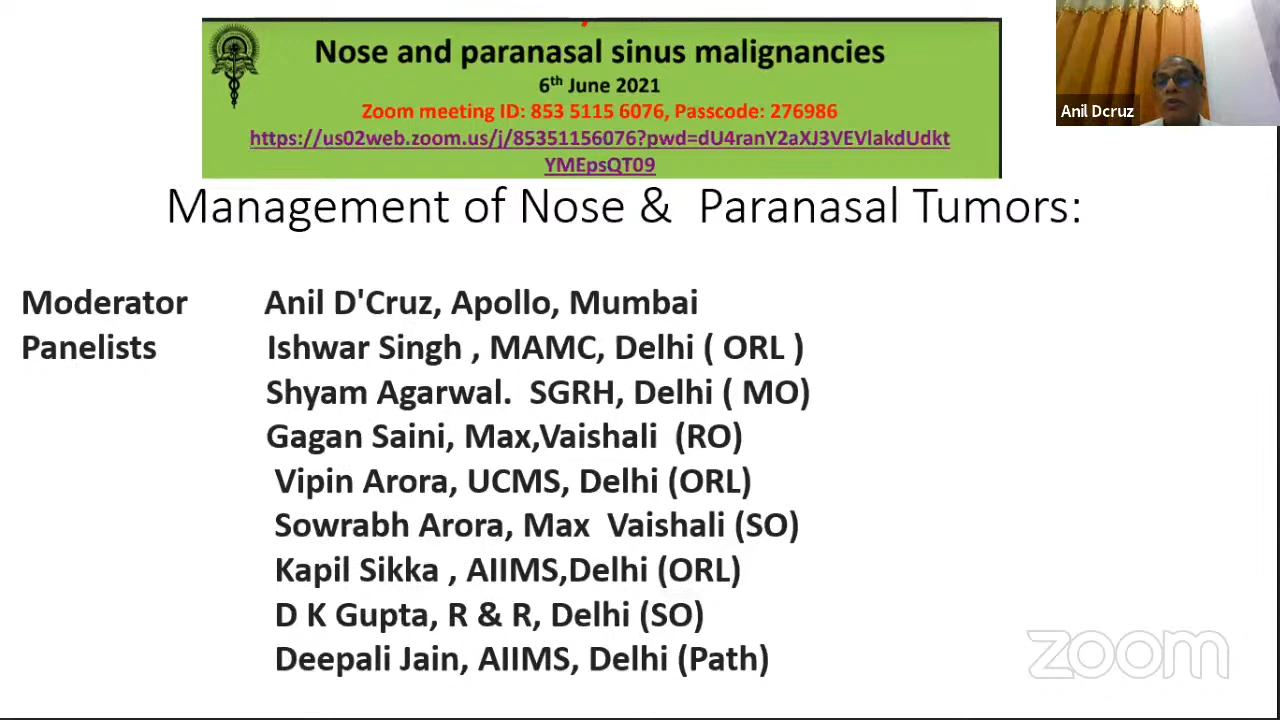 Nose and paranasal sinus malignancies
6th June 2021
Zoom meeting ID: 853 5115 6076, Passcode: 276986
https://us02web.zoom.us/j/85351156076?pwd=dU4ranY2aXJ3VEVlakdUdkt
YMEpsQT09
Anil Dcruz
Management of Nose & Paranasal Tumors:
Moderator Anil D'Cruz, Apollo, Mumbai
Panelists Ishwar Singh , MAMC, Delhi ( ORL )
Shyam Agarwal. SGRH, Delhi ( MO)
Gagan Saini, Max,Vaishali (RO)
Vipin Arora, UCMS, Delhi (ORL)
Sowrabh Arora, Max Vaishali (SO)
Kapil Sikka , AIIMS,Delhi (ORL)
D K Gupta, R & R, Delhi (SO)
Deepali Jain, AIIMS, Delhi (Path)
zoom